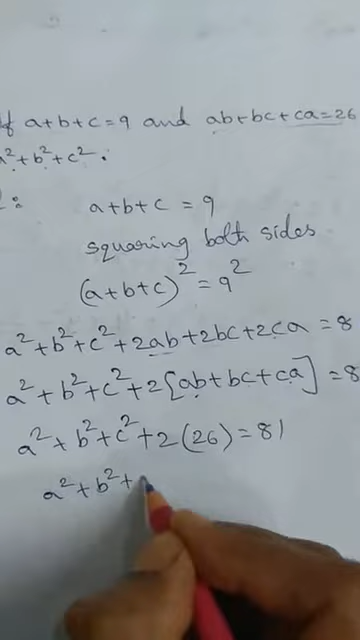 If a+b+c=9 and ab+bc+ca=26
a²+b²+c².
:
a+b+c = 9
squaring both sides
(a+b+c)² = 9²
a²+b²+c²+2ab+2bc+2ca = 8
a²+b²+c²+2[ab+bc+ca] = 8
a²+b²+c²+2(26)=81
a²+b²+